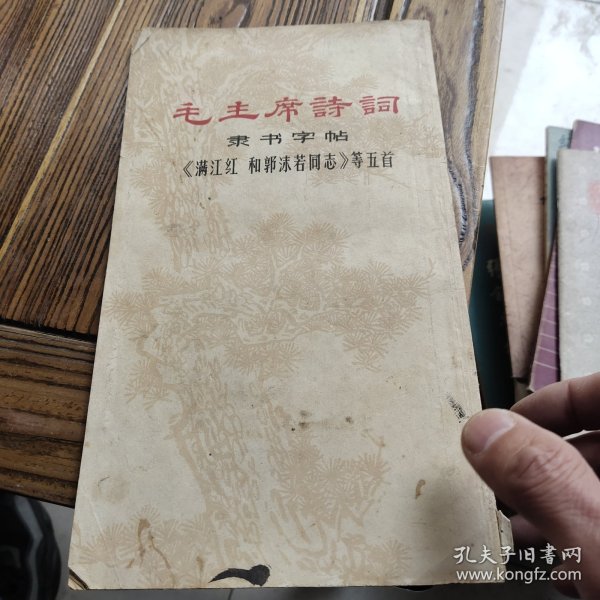 毛主席詩詞
隶书字帖
《满江红 和郭沫若同志》等五首
孔夫子旧书网
www.kongfz.com